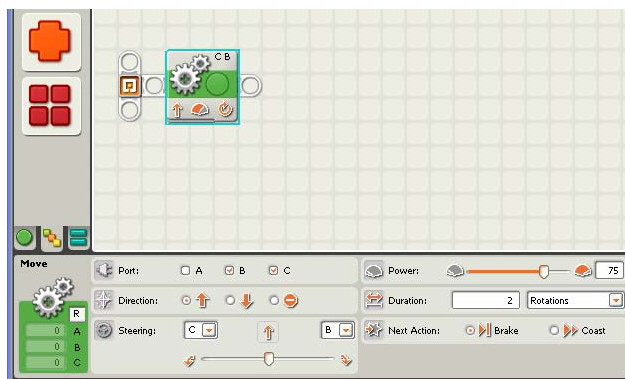 C B
Move
R
0 A
0 B
0 C
Port: A B C
Direction:
Steering: C B
Power: 75
Duration: 2 Rotations
Next Action: Brake Coast